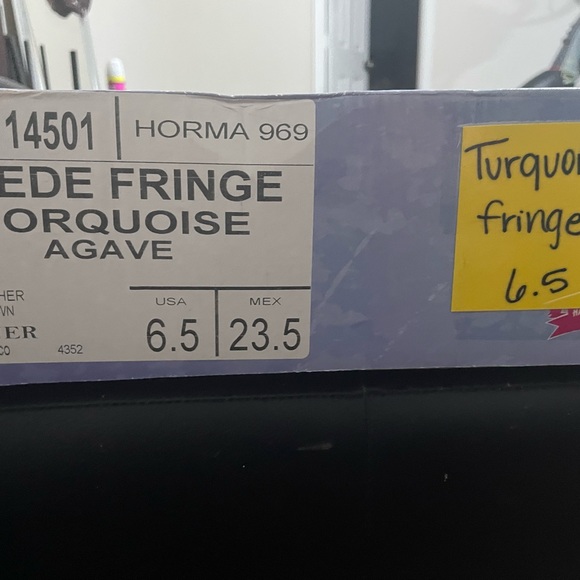 14501 HORMA 969
EDE FRINGE
ORQUOISE
AGAVE
HER
WN
ER
CO 4352
USA MEX
6.5 23.5
Turquoi
fringe
6.5